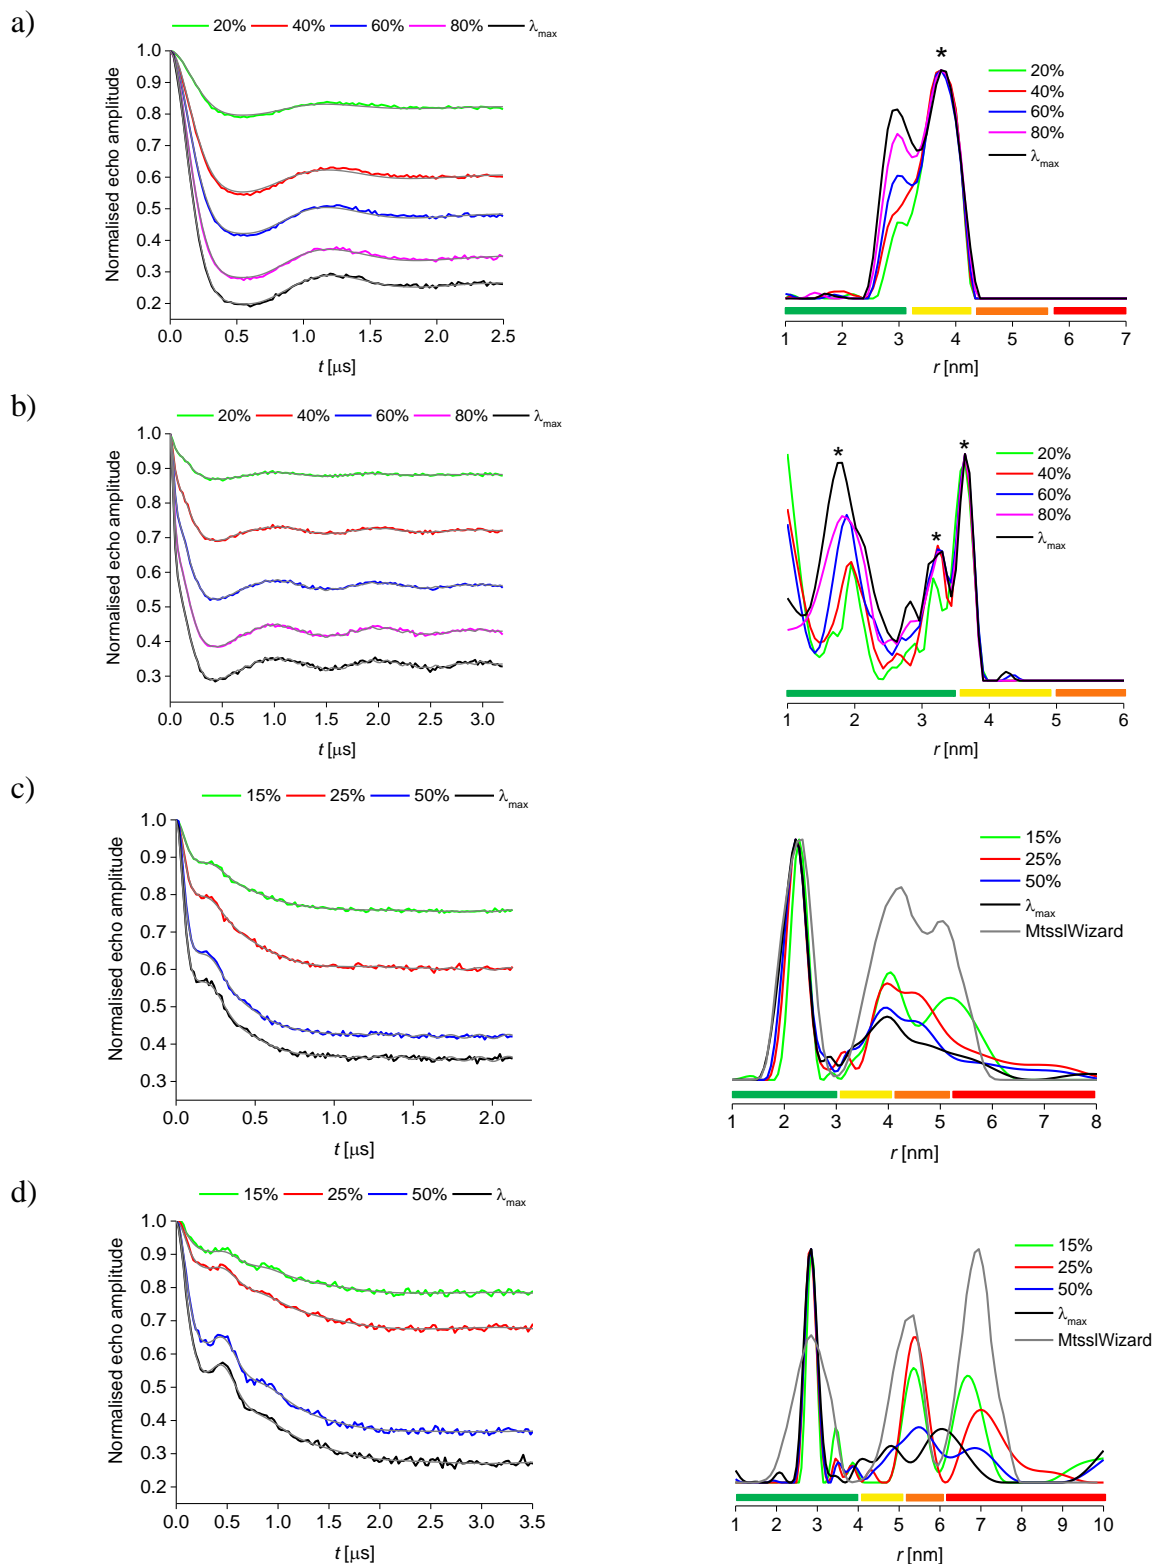 a)
20% 40% 60% 80% λmax
1.0
0.9
0.8
0.7
0.6
0.5
0.4
0.3
0.2
Normalised echo amplitude
0.0 0.5 1.0 1.5 2.0 2.5
t [μs]
*
20%
40%
60%
80%
λmax
1 2 3 4 5 6 7
r [nm]
b)
20% 40% 60% 80% λmax
1.0
0.9
0.8
0.7
0.6
0.5
0.4
0.3
Normalised echo amplitude
0.0 0.5 1.0 1.5 2.0 2.5 3.0
t [μs]
* * *
20%
40%
60%
80%
λmax
1 2 3 4 5 6
r [nm]
c)
15% 25% 50% λmax
1.0
0.9
0.8
0.7
0.6
0.5
0.4
0.3
Normalised echo amplitude
0.0 0.5 1.0 1.5 2.0
t [μs]
15%
25%
50%
λmax
MtsslWizard
1 2 3 4 5 6 7 8
r [nm]
d)
15% 25% 50% λmax
1.0
0.9
0.8
0.7
0.6
0.5
0.4
0.3
0.2
Normalised echo amplitude
0.0 0.5 1.0 1.5 2.0 2.5 3.0 3.5
t [μs]
15%
25%
50%
λmax
MtsslWizard
1 2 3 4 5 6 7 8 9 10
r [nm]